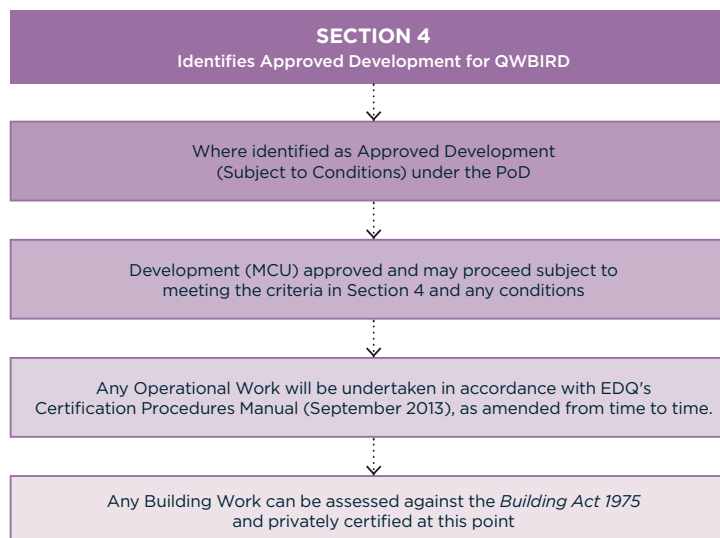 SECTION 4
Identifies Approved Development for QWBIRD
Where identified as Approved Development
(Subject to Conditions) under the PoD
Development (MCU) approved and may proceed subject to
meeting the criteria in Section 4 and any conditions
Any Operational Work will be undertaken in accordance with EDQ's
Certification Procedures Manual (September 2013), as amended from time to time.
Any Building Work can be assessed against the Building Act 1975
and privately certified at this point